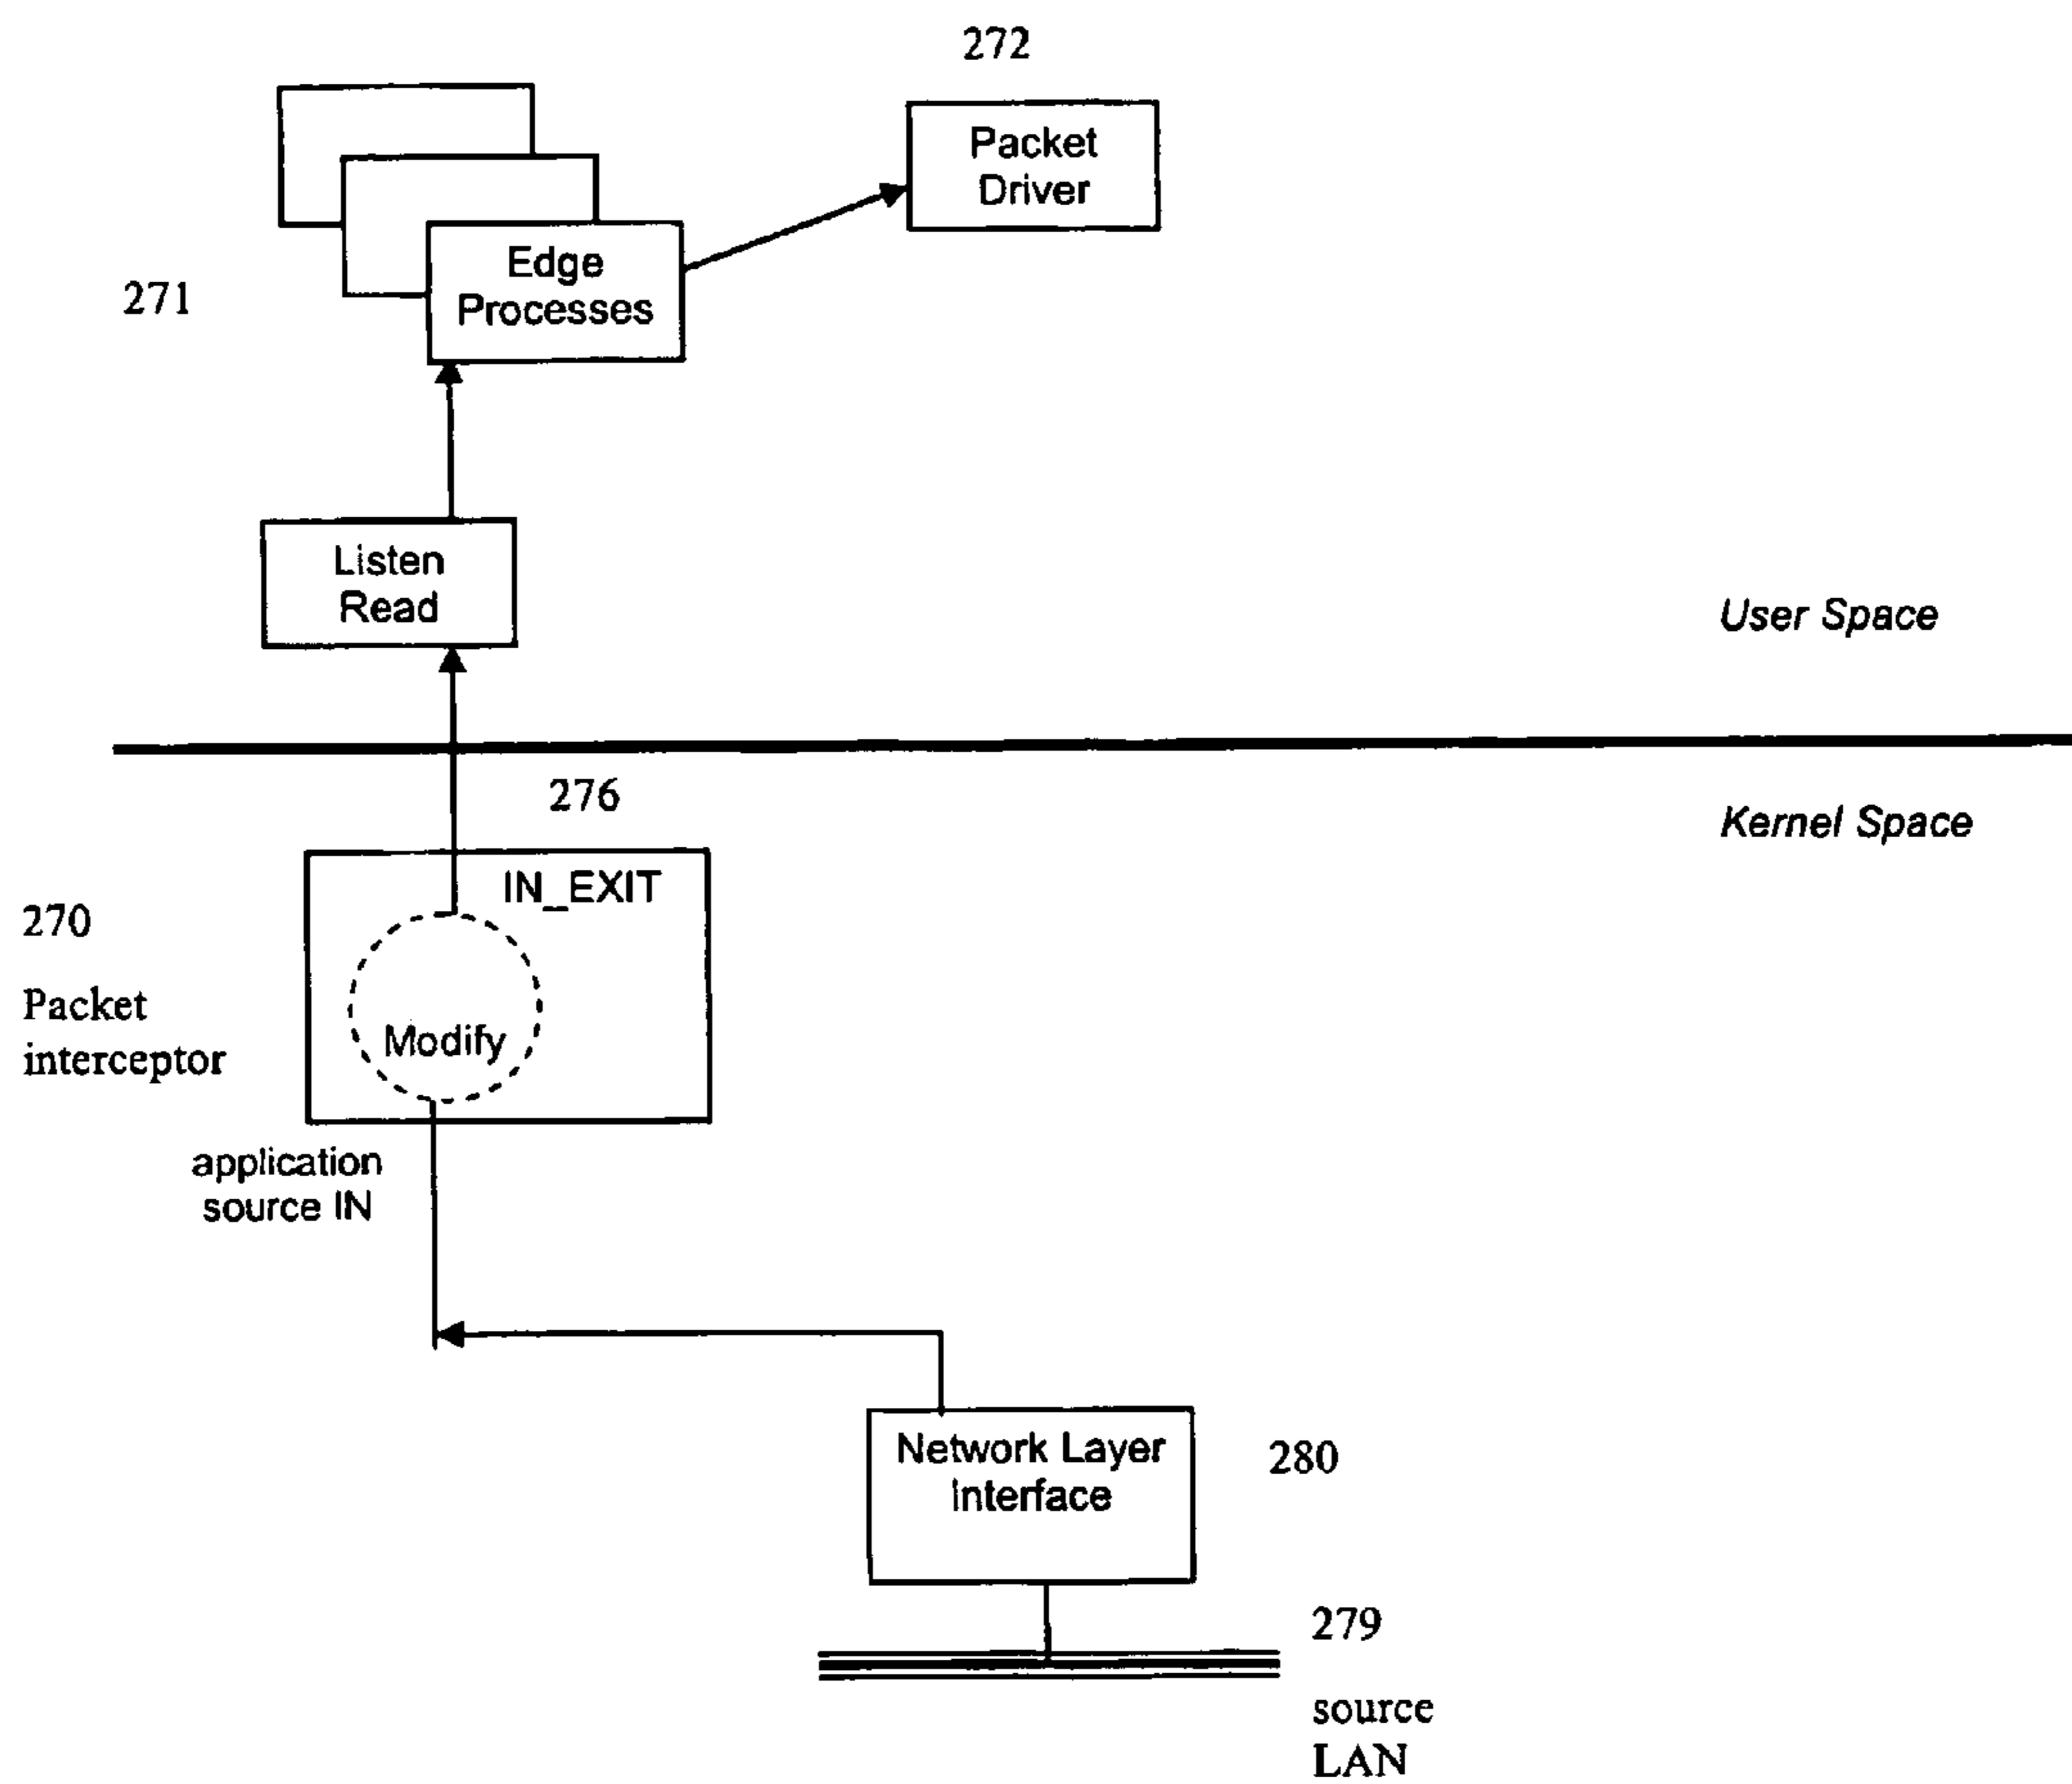 272
Packet
Driver
Edge
Processes
271
Listen
Read
User Space
276
Kernel Space
IN_EXIT
270
Packet
interceptor
Modify
application
source IN
Network Layer
Interface
280
279
source
LAN